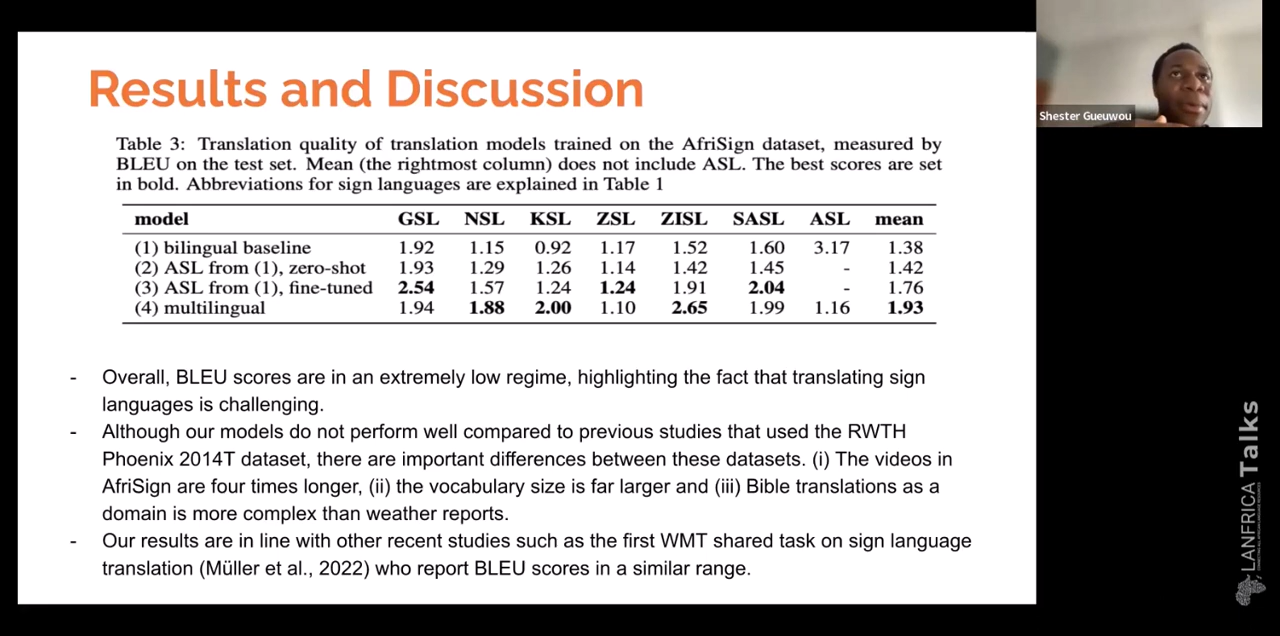 Results and Discussion
Table 3: Translation quality of translation models trained on the AfriSign dataset, measured by
BLEU on the test set. Mean (the rightmost column) does not include ASL. The best scores are set
in bold. Abbreviations for sign languages are explained in Table 1
model GSL NSL KSL ZSL ZISL SASL ASL mean
(1) bilingual baseline 1.92 1.15 0.92 1.17 1.52 1.60 3.17 1.38
(2) ASL from (1), zero-shot 1.93 1.29 1.26 1.14 1.42 1.45 - 1.42
(3) ASL from (1), fine-tuned 2.54 1.57 1.24 1.24 1.91 2.04 - 1.76
(4) multilingual 1.94 1.88 2.00 1.10 2.65 1.99 1.16 1.93
- Overall, BLEU scores are in an extremely low regime, highlighting the fact that translating sign
languages is challenging.
- Although our models do not perform well compared to previous studies that used the RWTH
Phoenix 2014T dataset, there are important differences between these datasets. (i) The videos in
AfriSign are four times longer, (ii) the vocabulary size is far larger and (iii) Bible translations as a
domain is more complex than weather reports.
- Our results are in line with other recent studies such as the first WMT shared task on sign language
translation (Müller et al., 2022) who report BLEU scores in a similar range.
Shester Gueuwou
LANFRICA Talks